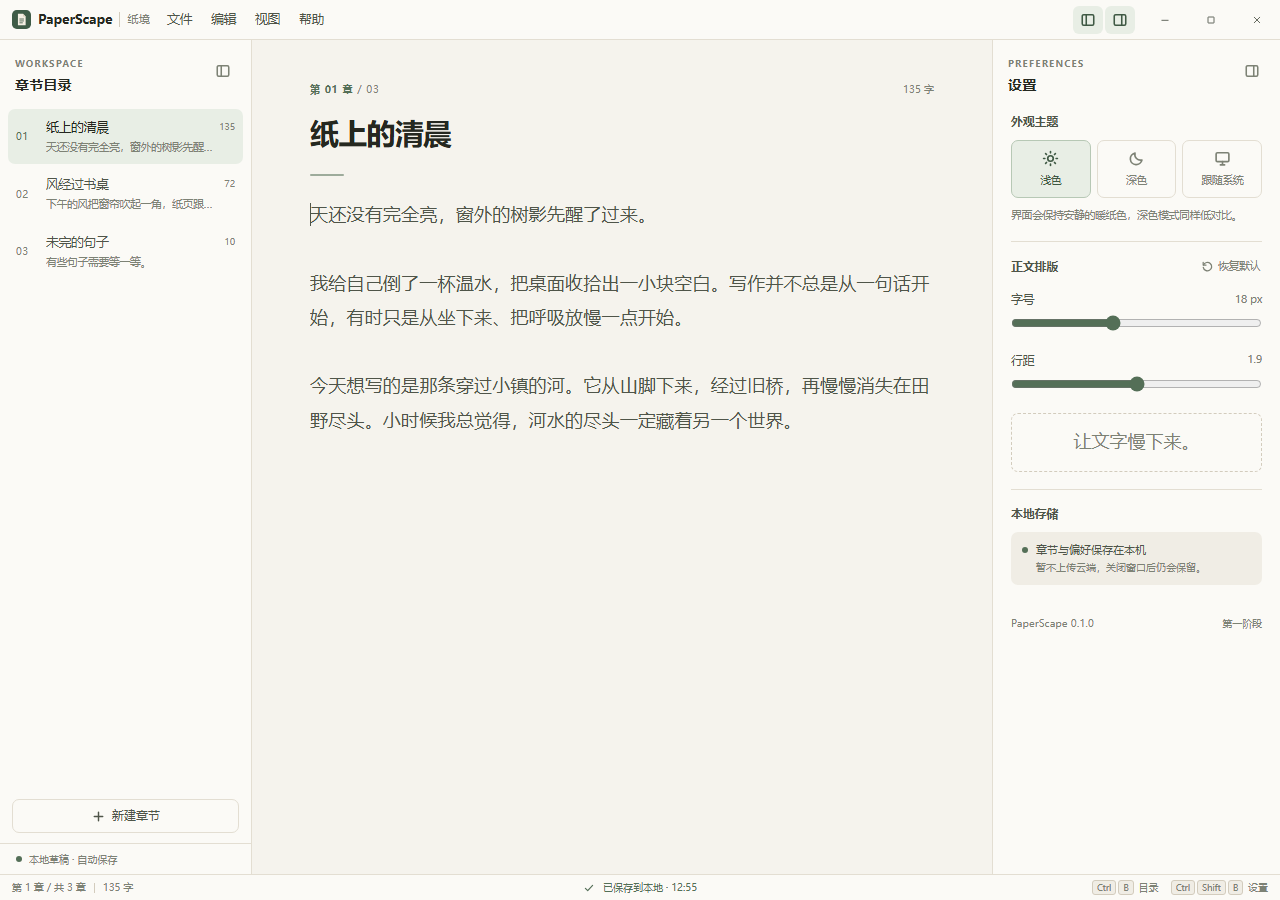 PaperScape 纸境 文件 编辑 视图 帮助
WORKSPACE
章节目录
01 纸上的清晨 135
天还没有完全亮，窗外的树影先醒...
02 风经过书桌 72
下午的风把窗帘吹起一角，纸页跟...
03 未完的句子 10
有些句子需要等一等。
新建章节
本地草稿 · 自动保存
第 01 章 / 03 135 字
纸上的清晨
天还没有完全亮，窗外的树影先醒了过来。
我给自己倒了一杯温水，把桌面收拾出一小块空白。写作并不总是从一句话开
始，有时只是从坐下来、把呼吸放慢一点开始。
今天想写的是那条穿过小镇的河。它从山脚下来，经过旧桥，再慢慢消失在田
野尽头。小时候我总觉得，河水的尽头一定藏着另一个世界。
PREFERENCES
设置
外观主题
浅色 深色 跟随系统
界面会保持安静的暖纸色，深色模式同样低对比。
正文排版 恢复默认
字号 18 px
行距 1.9
让文字慢下来。
本地存储
章节与偏好保存在本机
暂不上传云端，关闭窗口后仍会保留。
PaperScape 0.1.0 第一阶段
第 1 章 / 共 3 章 135 字 已保存到本地 · 12:55 Ctrl B 目录 Ctrl Shift B 设置